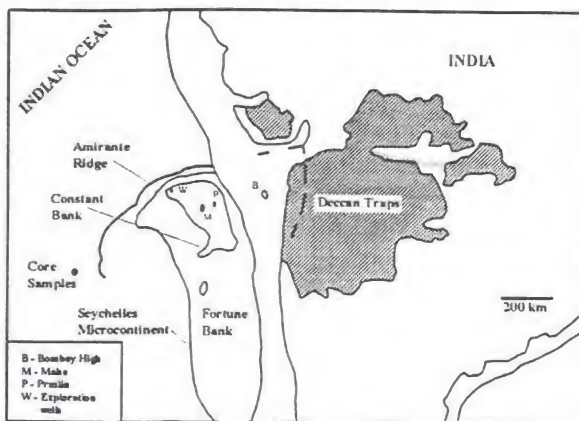 INDIAN OCEAN
INDIA
Amirante
Ridge
Constant
Bank
W
P
M
B
Deccan Traps
Core
Samples
200 km
Seychelles
Microcontinent
Fortune
Bank
B - Bombay High
M - Mahe
P - Praslin
W - Exploration
wells